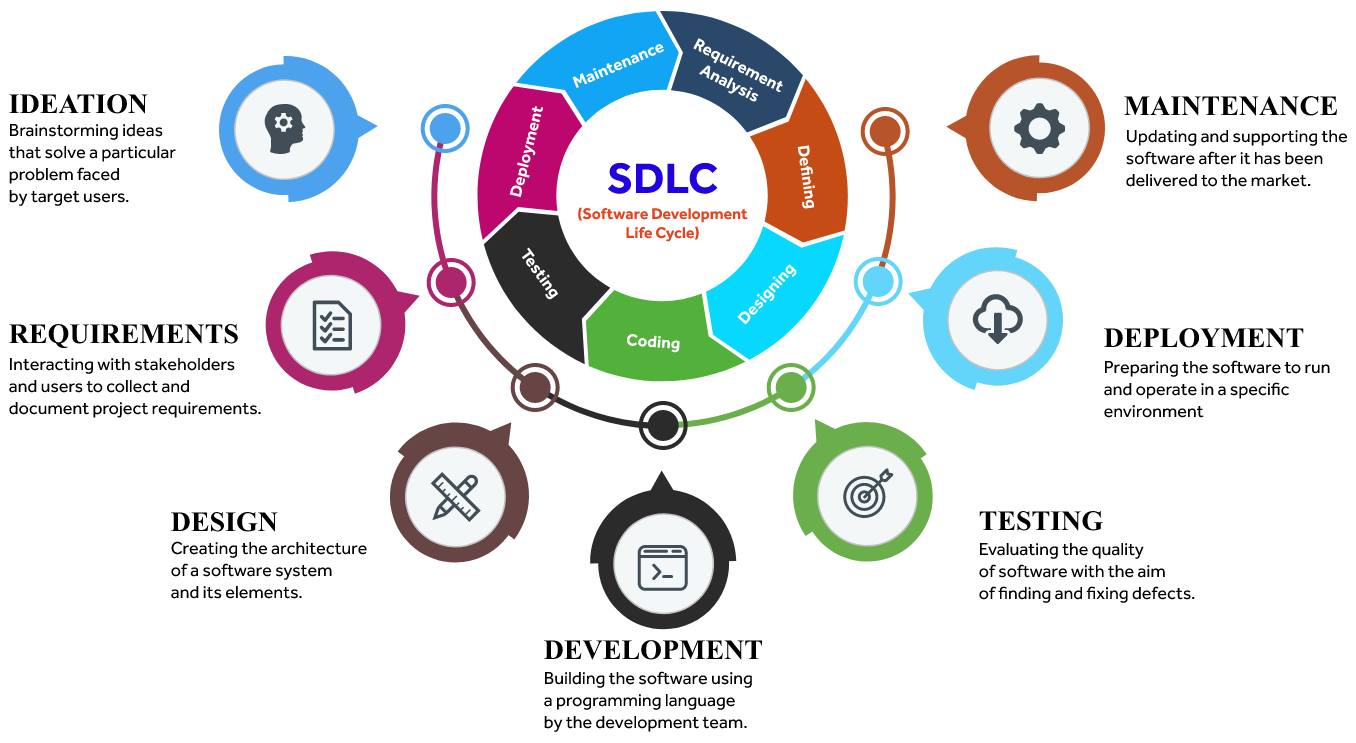 Maintenance
Requirement
Analysis
Defining
Designing
Coding
Testing
Deployment
SDLC
(Software Development
Life Cycle)
IDEATION
Brainstorming ideas
that solve a particular
problem faced
by target users.
REQUIREMENTS
Interacting with stakeholders
and users to collect and
document project requirements.
DESIGN
Creating the architecture
of a software system
and its elements.
DEVELOPMENT
Building the software using
a programming language
by the development team.
TESTING
Evaluating the quality
of software with the aim
of finding and fixing defects.
DEPLOYMENT
Preparing the software to run
and operate in a specific
environment
MAINTENANCE
Updating and supporting the
software after it has been
delivered to the market.